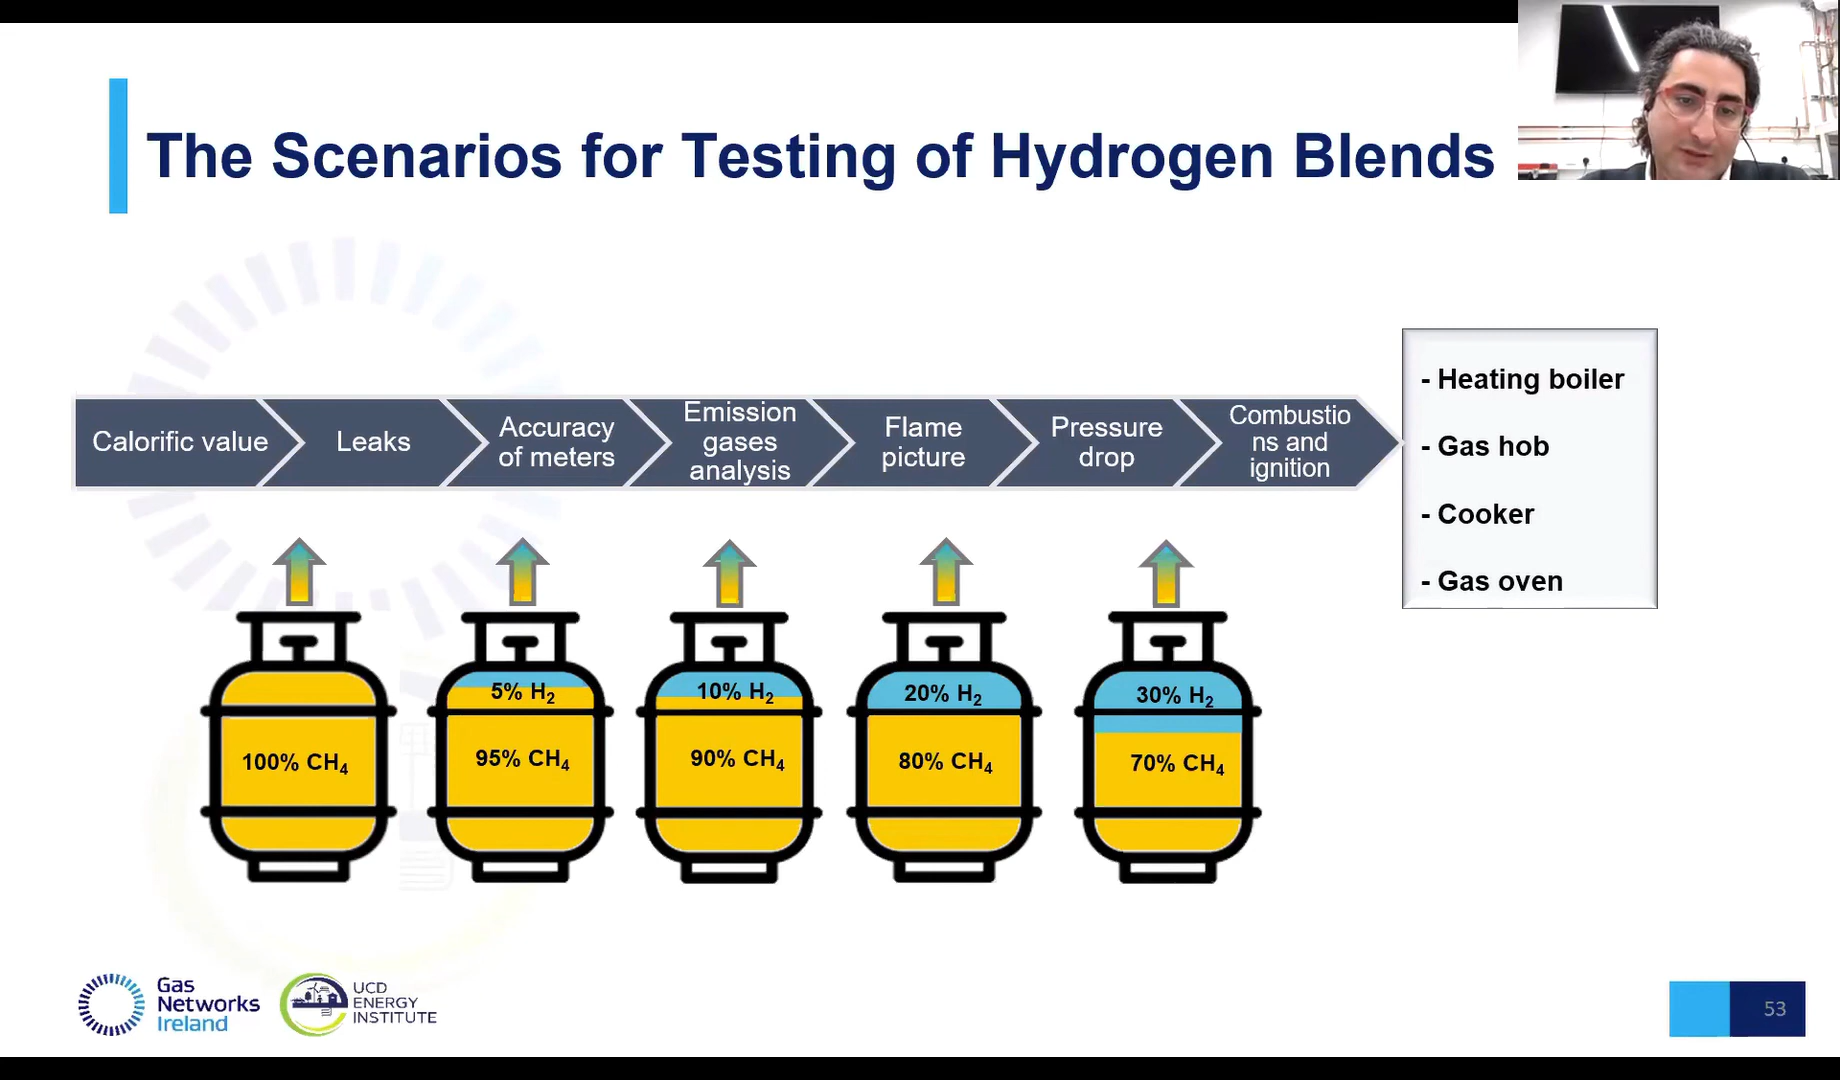 The Scenarios for Testing of Hydrogen Blends
Calorific value
Leaks
Accuracy
of meters
Emission
gases
analysis
Flame
picture
Pressure
drop
Combustio
ns and
ignition
- Heating boiler
- Gas hob
- Cooker
- Gas oven
100% CH₄
5% H₂
95% CH₄
10% H₂
90% CH₄
20% H₂
80% CH₄
30% H₂
70% CH₄
Gas
Networks
Ireland
UCD
ENERGY
INSTITUTE
53